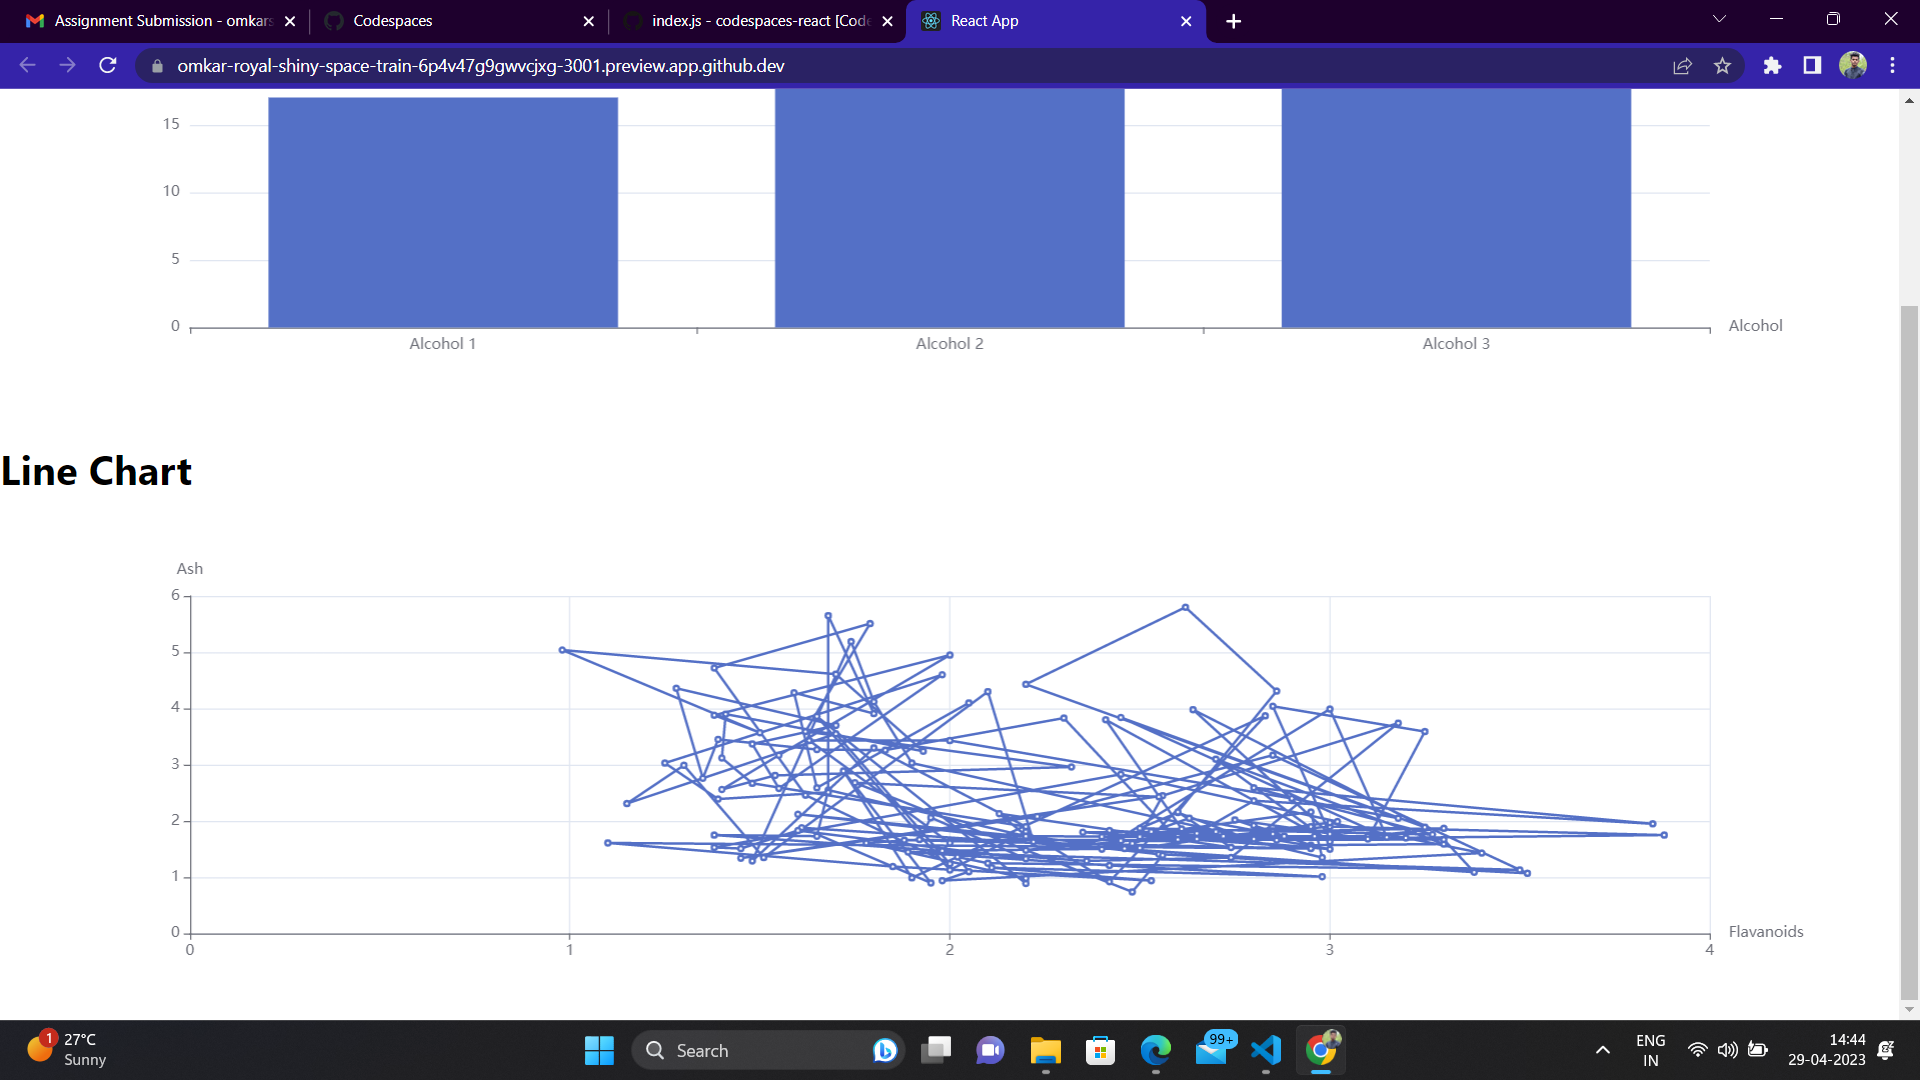 Assignment Submission - omkars
Codespaces
index.js - codespaces-react [Code
React App
omkar-royal-shiny-space-train-6p4v47g9gwvcjxg-3001.preview.app.github.dev
15
10
5
0
Alcohol 1
Alcohol 2
Alcohol 3
Alcohol
Line Chart
Ash
6
5
4
3
2
1
0
0
1
2
3
4
Flavanoids
1
27°C
Sunny
Search
99+
ENG
IN
14:44
29-04-2023